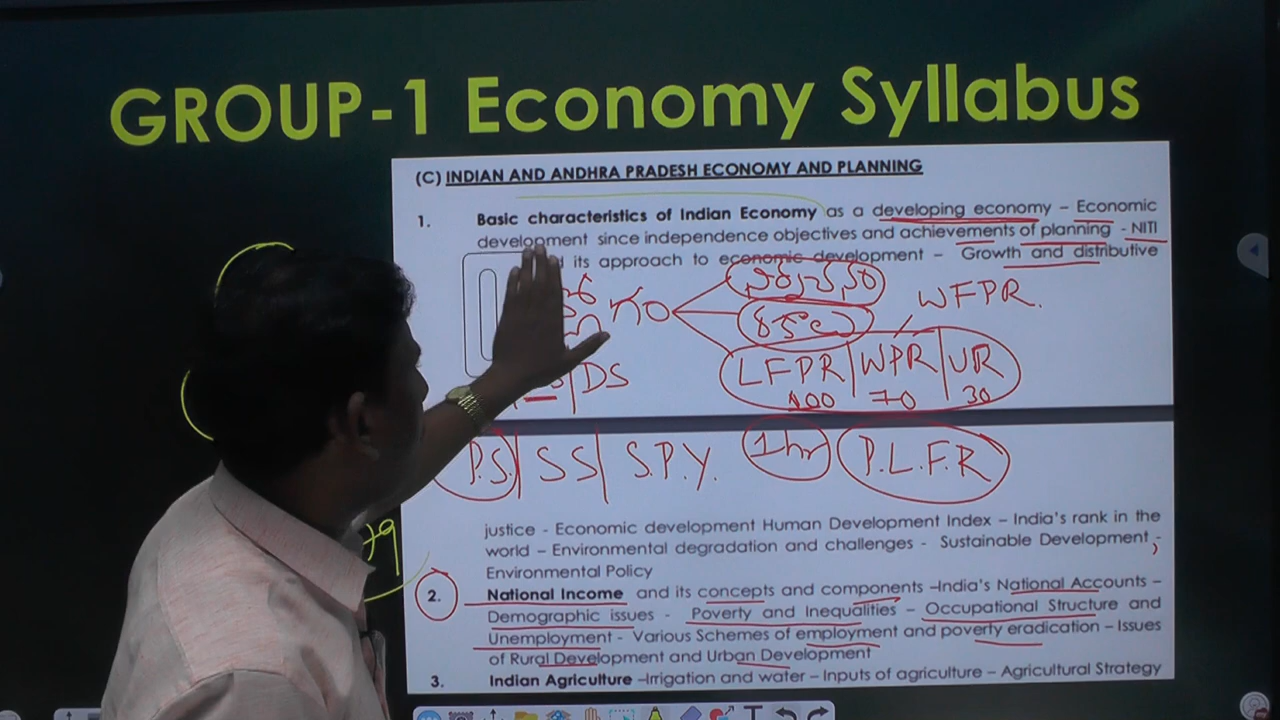 GROUP-1 Economy Syllabus
(C) INDIAN AND ANDHRA PRADESH ECONOMY AND PLANNING
1. Basic characteristics of Indian Economy as a developing economy – Economic
development since independence objectives and achievements of planning - NITI
its approach to economic development – Growth and distributive
WFPR.
DS
LFPR | WPR | UR
100 70 30
P.S. | SS | S.P.Y. 1hr P.L.F.R
justice - Economic development Human Development Index – India's rank in the
world – Environmental degradation and challenges - Sustainable Development -
Environmental Policy
2. National Income and its concepts and components –India's National Accounts –
Demographic issues - Poverty and Inequalities – Occupational Structure and
Unemployment - Various Schemes of employment and poverty eradication – Issues
of Rural Development and Urban Development
3. Indian Agriculture –Irrigation and water – Inputs of agriculture – Agricultural Strategy